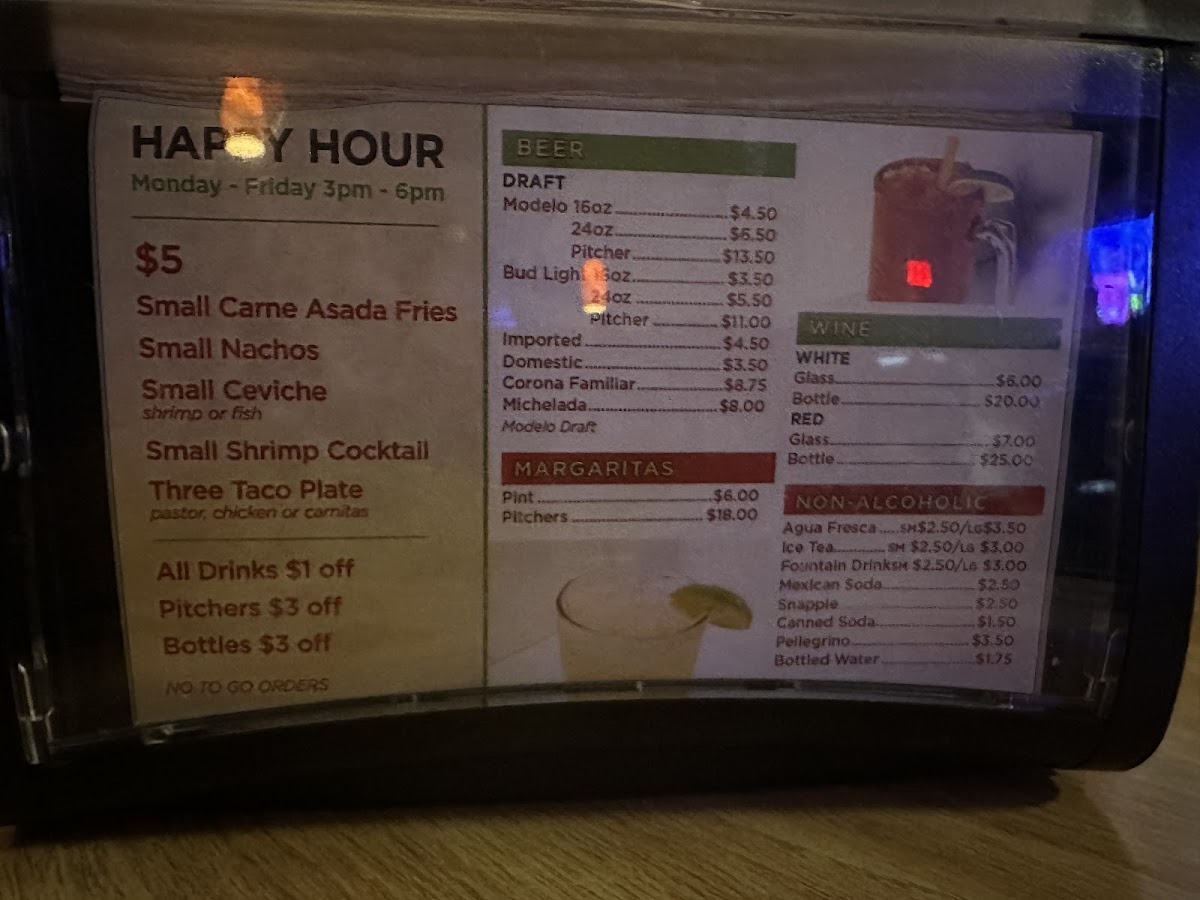 HAPPY HOUR
Monday - Friday 3pm - 6pm
$5
Small Carne Asada Fries
Small Nachos
Small Ceviche
shrimp or fish
Small Shrimp Cocktail
Three Taco Plate
pastor, chicken or carnitas
All Drinks $1 off
Pitchers $3 off
Bottles $3 off
NO TO GO ORDERS
BEER
DRAFT
Modelo 16oz $4.50
24oz $6.50
Pitcher $13.50
Bud Light 16oz $3.50
24oz $5.50
Pitcher $11.00
Imported $4.50
Domestic $3.50
Corona Familiar $8.75
Michelada $8.00
Modelo Draft
MARGARITAS
Pint $6.00
Pitchers $18.00
WINE
WHITE
Glass $6.00
Bottle $20.00
RED
Glass $7.00
Bottle $25.00
NON-ALCOHOLIC
Agua Fresca SM $2.50/LG $3.50
Ice Tea SM $2.50/LG $3.00
Fountain Drink SM $2.50/LG $3.00
Mexican Soda $2.50
Snapple $2.50
Canned Soda $1.50
Pellegrino $3.50
Bottled Water $1.75